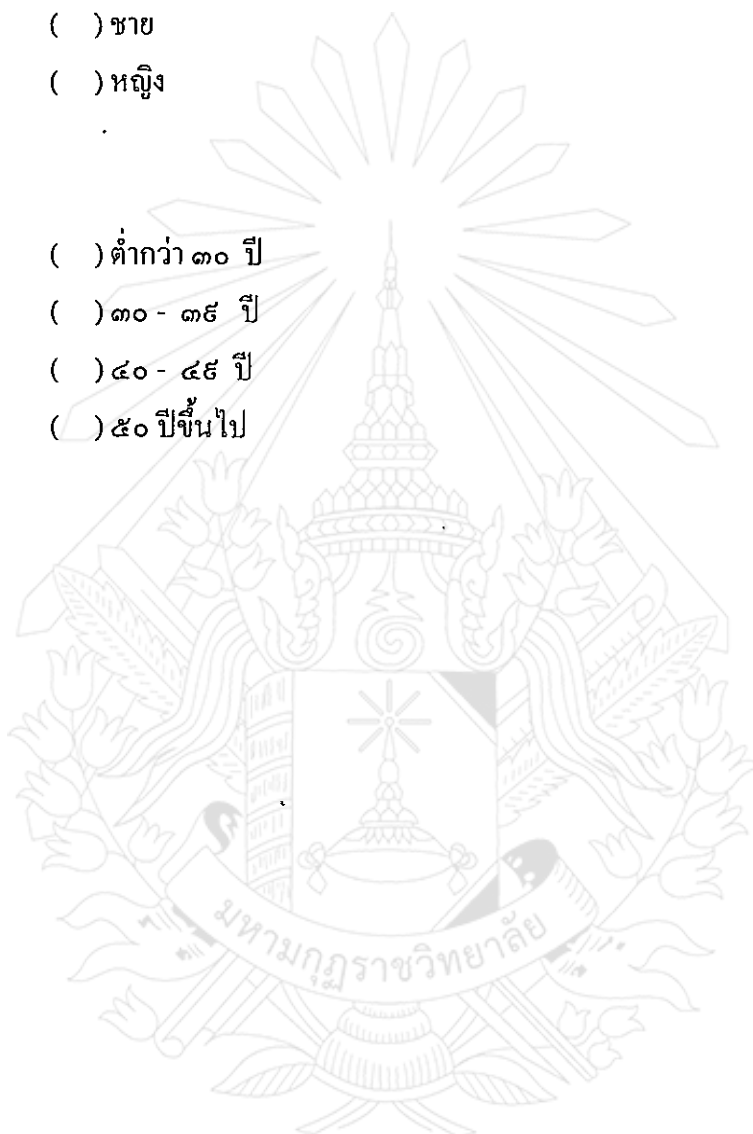 ( ) ชาย
( ) หญิง
( ) ต่ำกว่า ๓๐ ปี
( ) ๓๐ - ๓๙ ปี
( ) ๔๐ - ๔๙ ปี
( ) ๕๐ ปีขึ้นไป
มหามกุฏราชวิทยาลัย